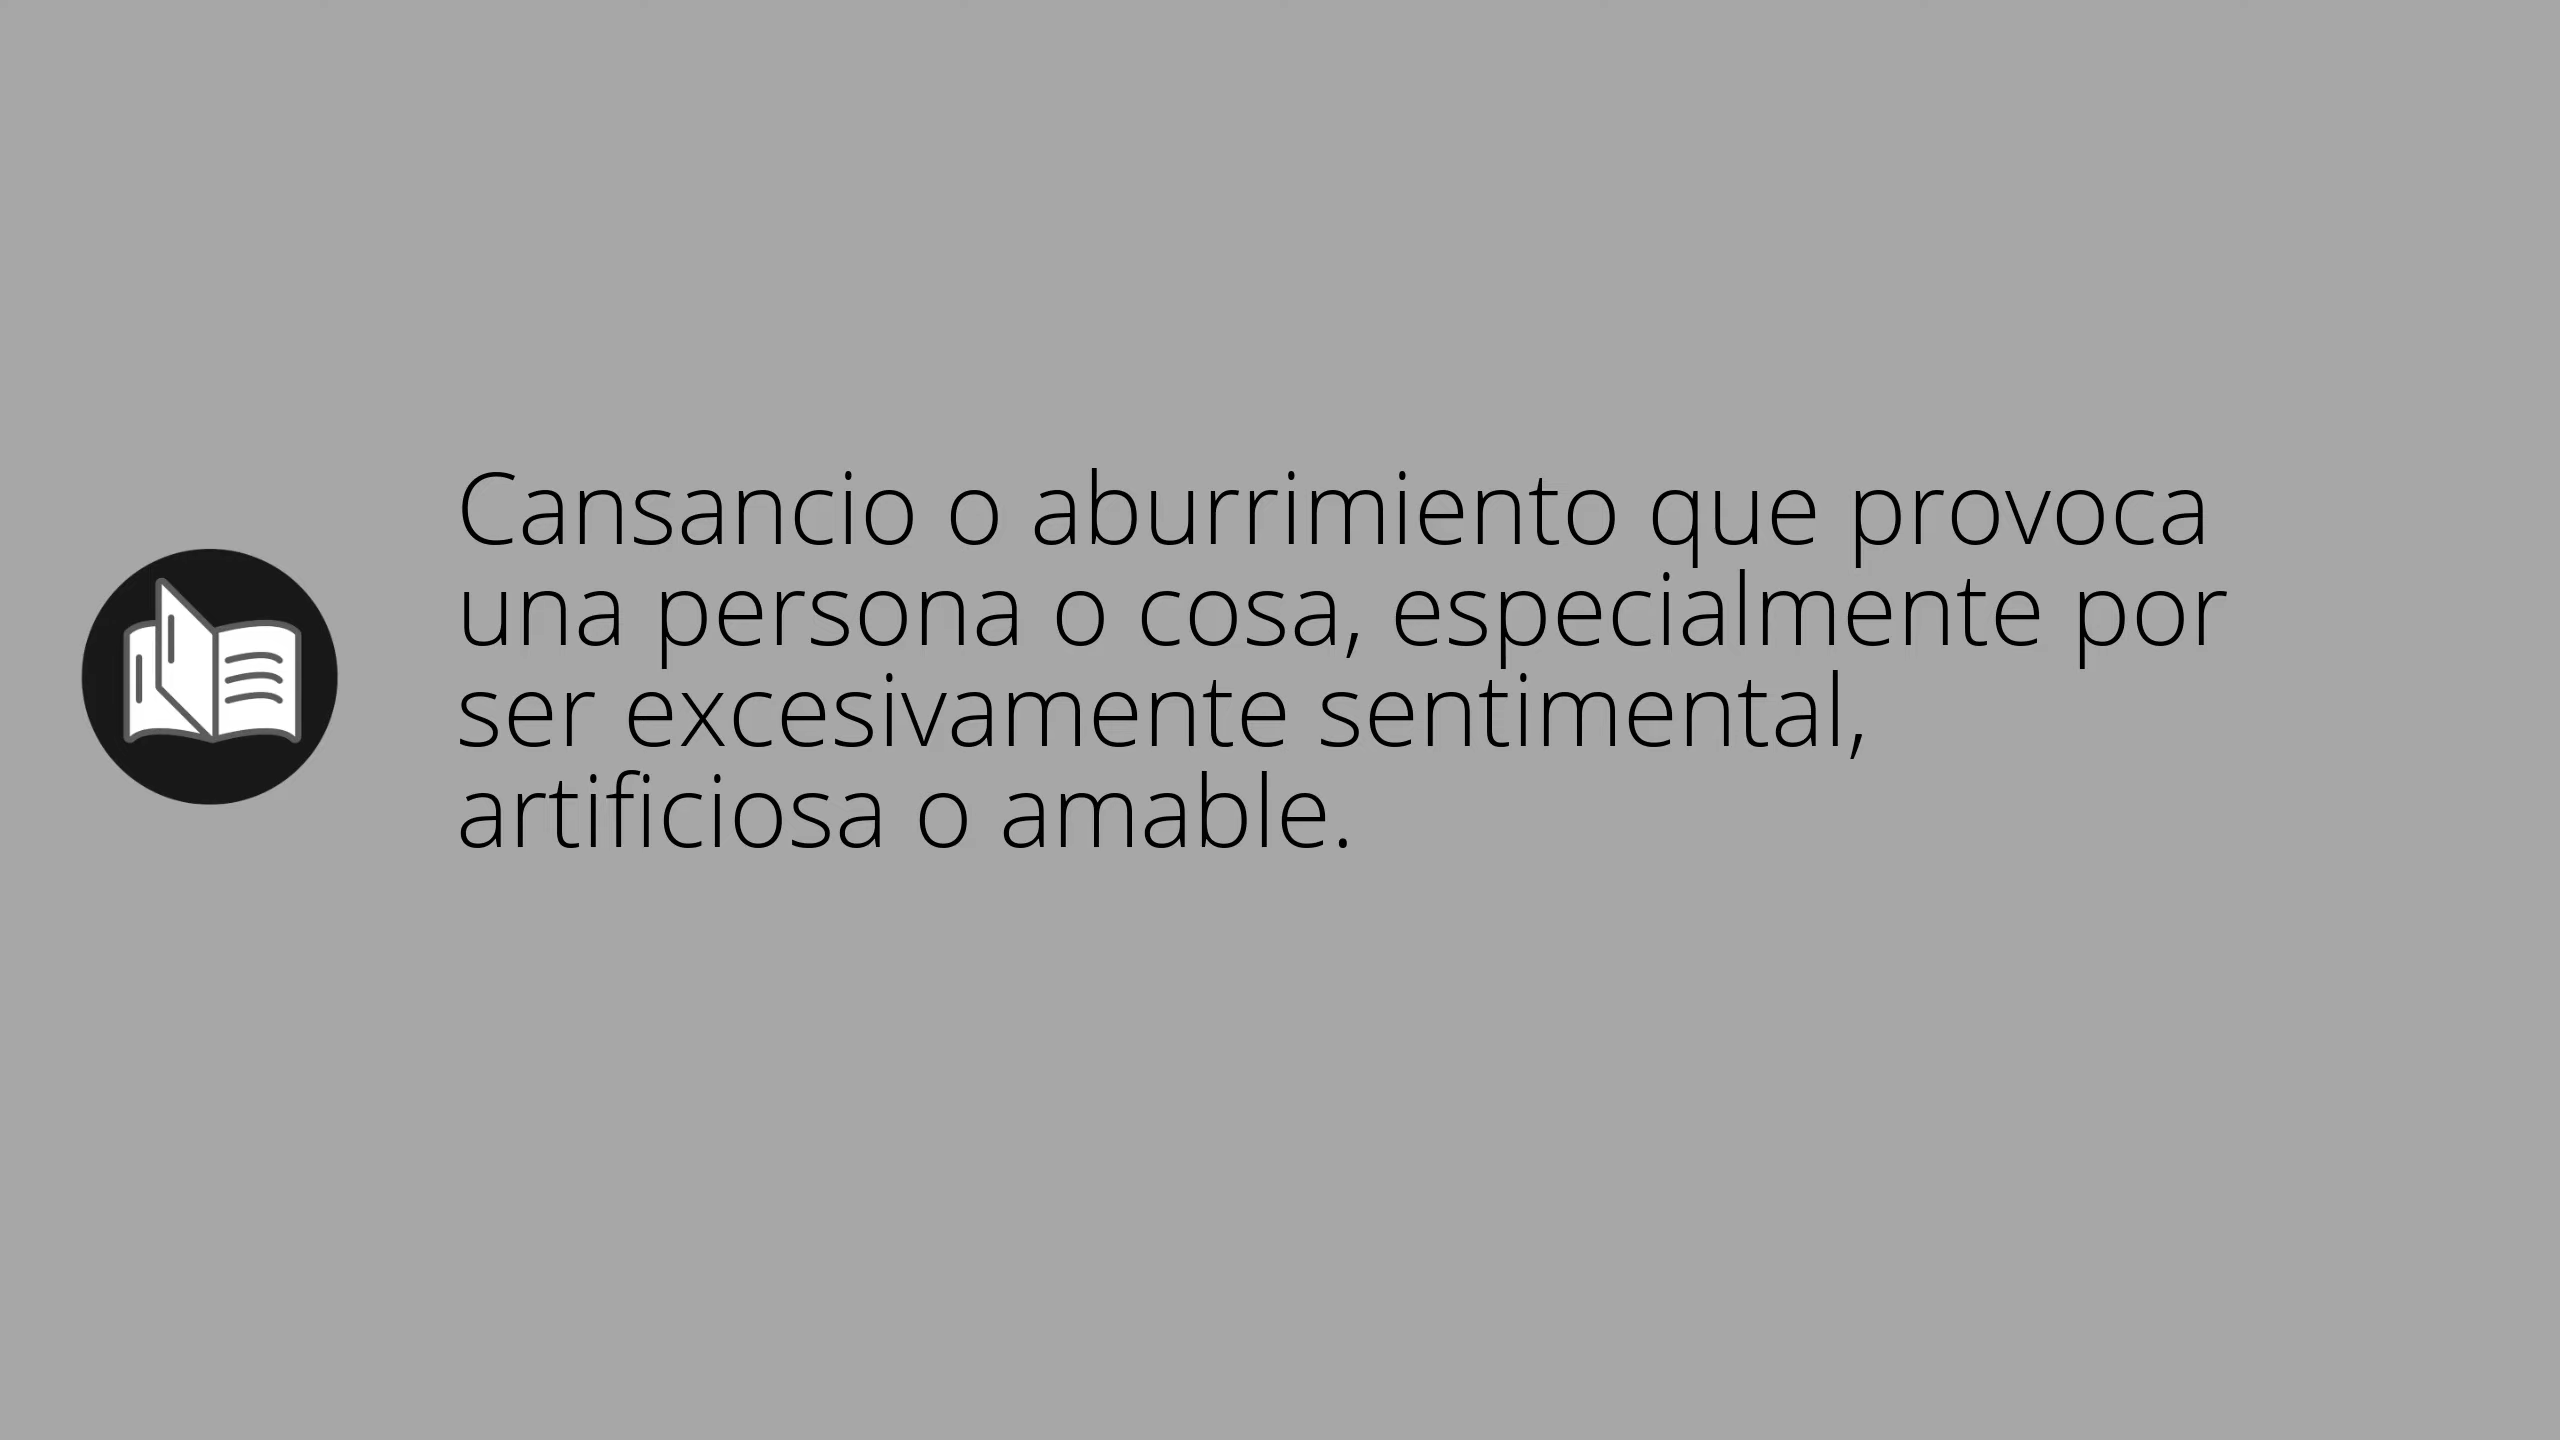 Cansancio o aburrimiento que provoca
una persona o cosa, especialmente por
ser excesivamente sentimental,
artificiosa o amable.